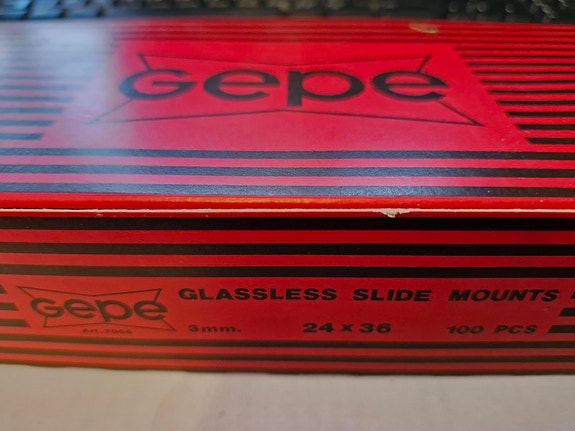 Gepe
Gepe
GLASSLESS SLIDE MOUNTS
3mm. 24 x 36 100 PCS